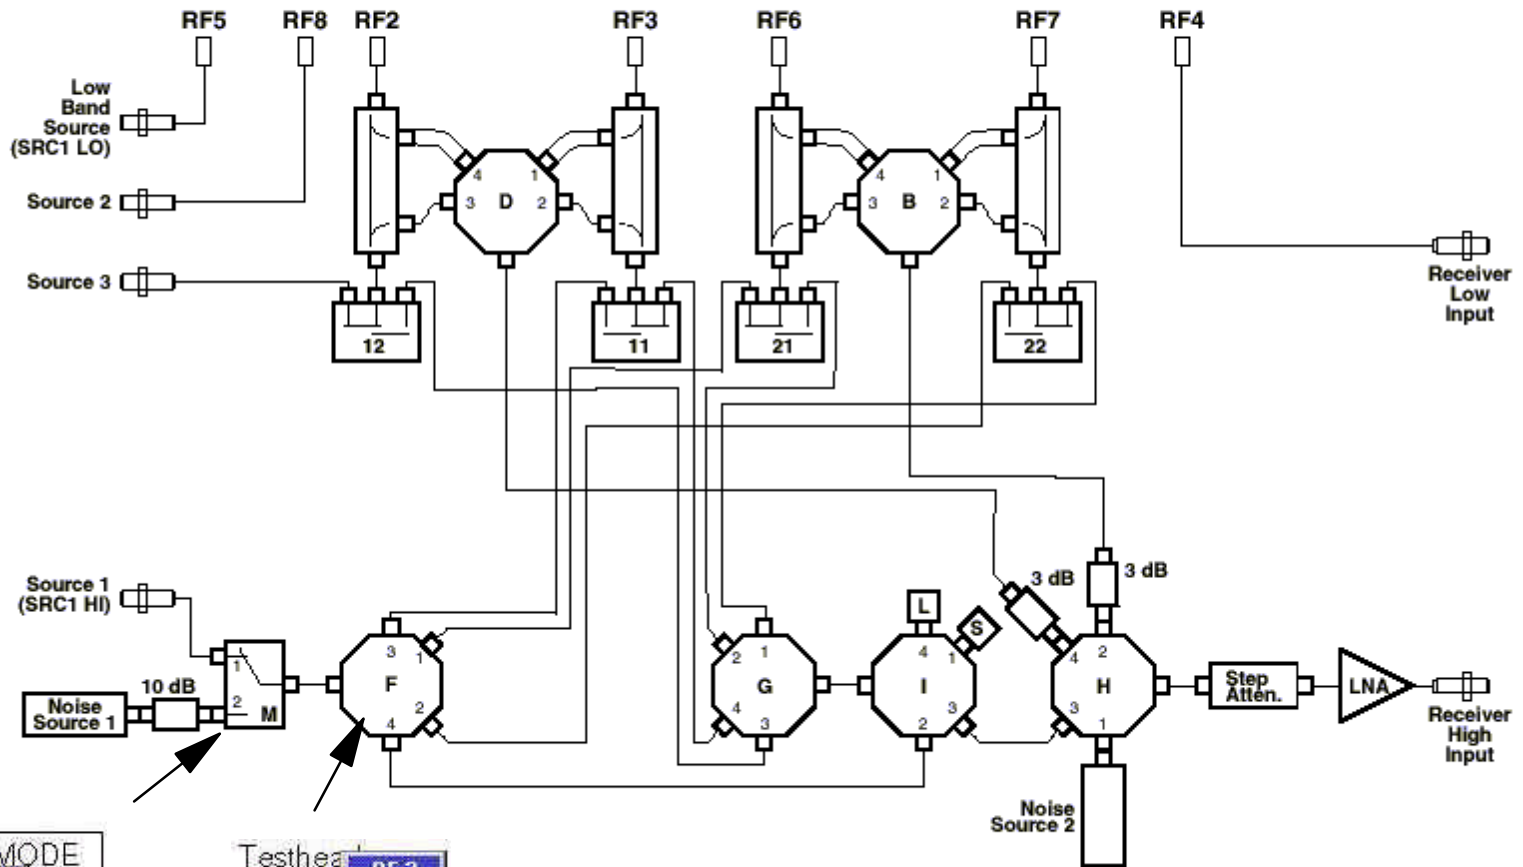 RF5
RF8
RF2
RF3
RF6
RF7
RF4
Low
Band
Source
(SRC1 LO)
Source 2
Source 3
4
1
3
D
2
4
1
3
B
2
Receiver
Low
Input
12
11
21
22
Source 1
(SRC1 HI)
3 dB
3 dB
L
S
1
3
1
2
1
4
1
4
2
10 dB
F
G
I
H
Step
Atten.
LNA
Noise
Source 1
2
M
2
4
4
3
3
2
3
1
Receiver
High
Input
Noise
Source 2
MODE
Testhea
RF3